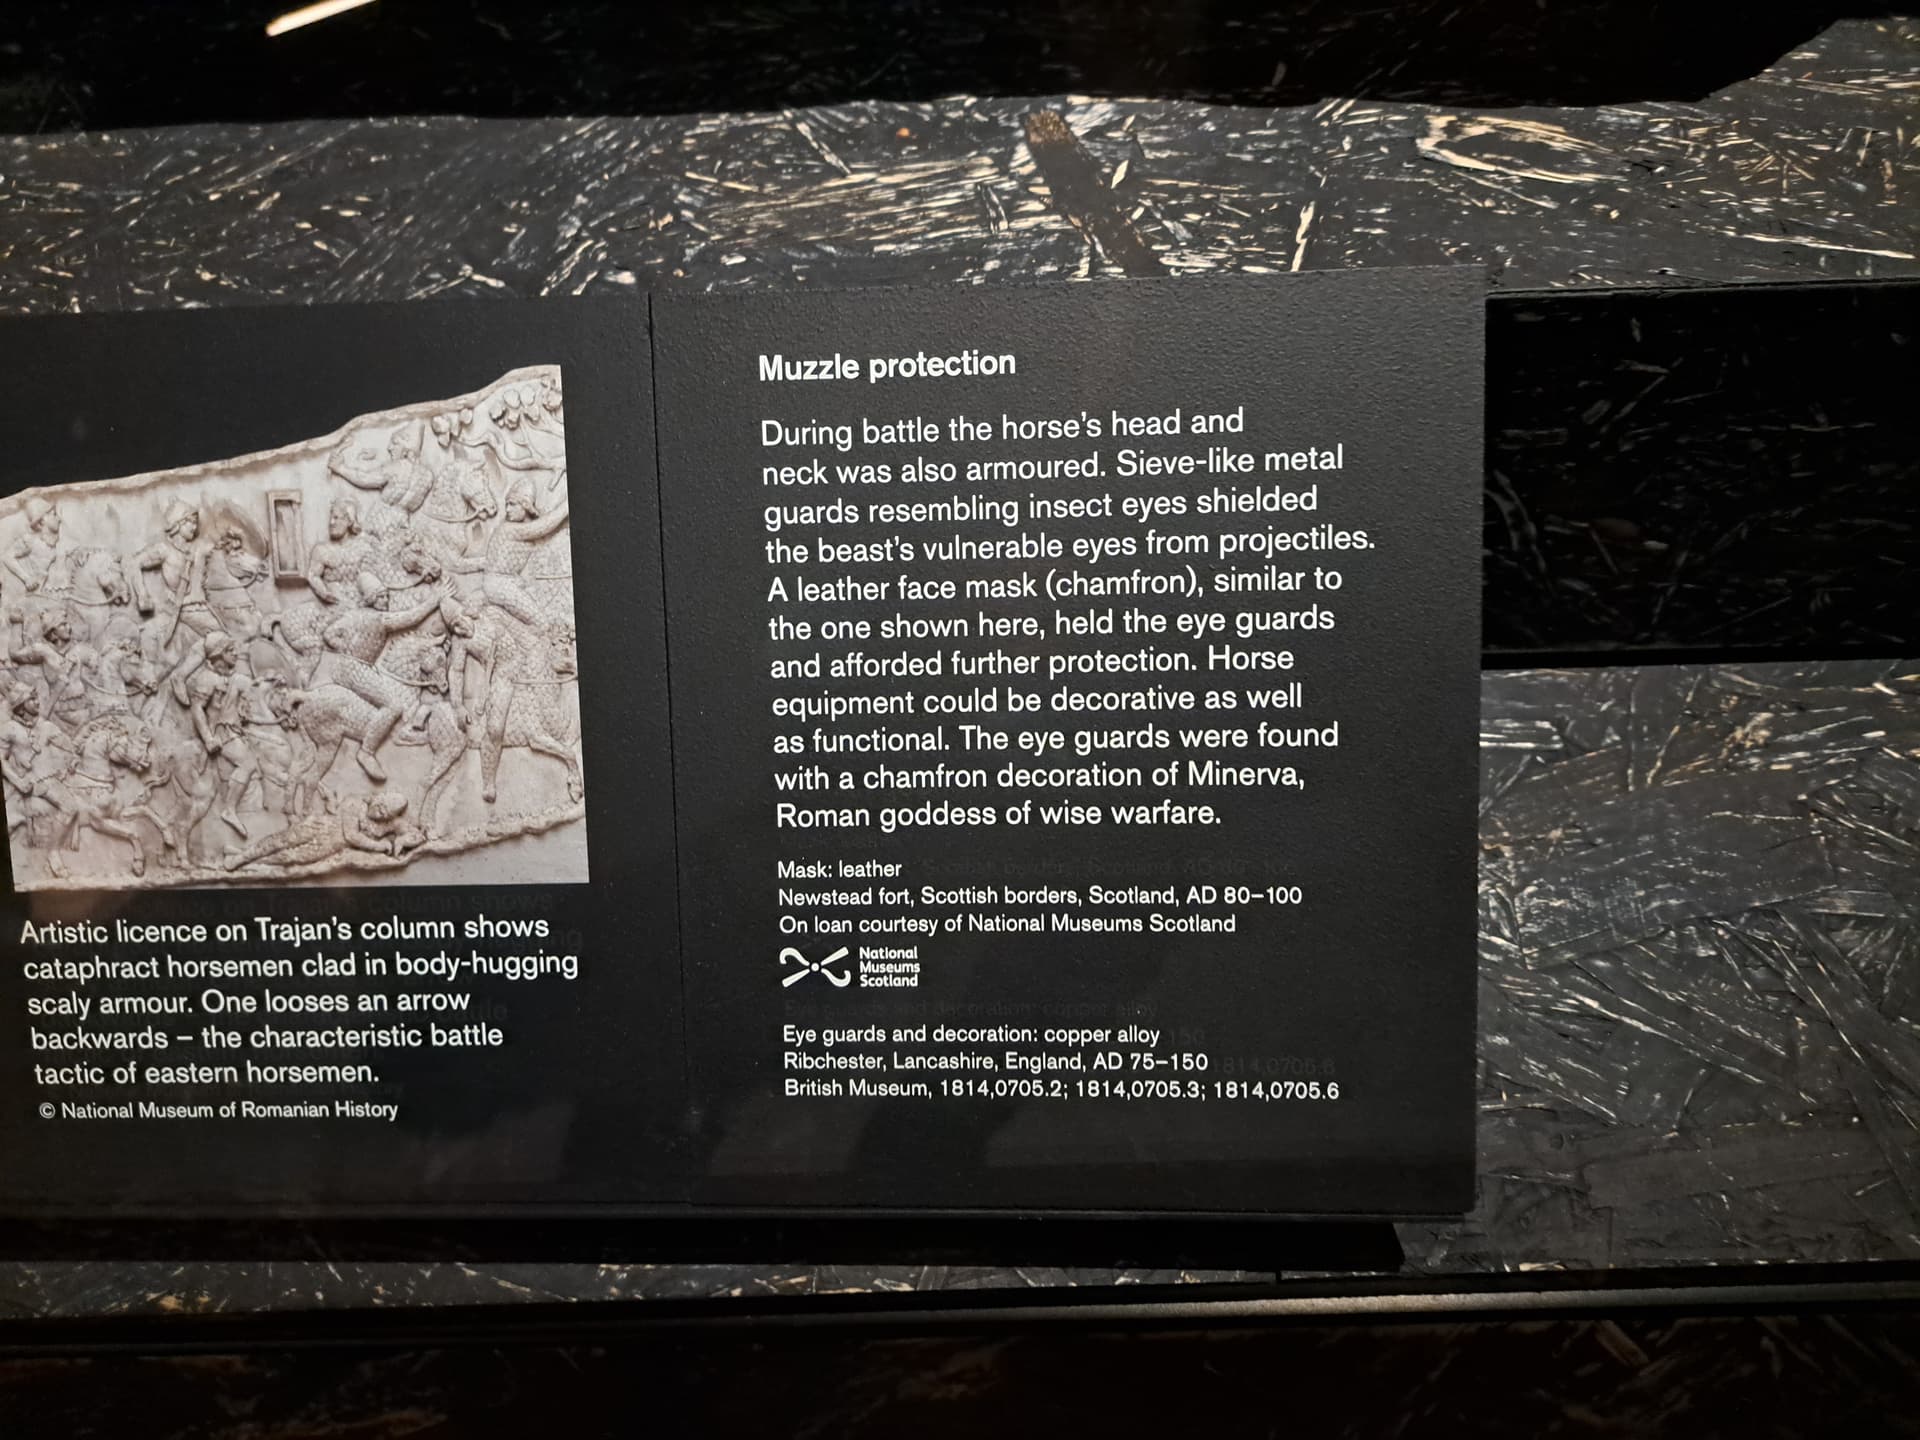 Artistic licence on Trajan's column shows
cataphract horsemen clad in body-hugging
scaly armour. One looses an arrow
backwards – the characteristic battle
tactic of eastern horsemen.
© National Museum of Romanian History
Muzzle protection
During battle the horse's head and
neck was also armoured. Sieve-like metal
guards resembling insect eyes shielded
the beast's vulnerable eyes from projectiles.
A leather face mask (chamfron), similar to
the one shown here, held the eye guards
and afforded further protection. Horse
equipment could be decorative as well
as functional. The eye guards were found
with a chamfron decoration of Minerva,
Roman goddess of wise warfare.
Mask: leather
Newstead fort, Scottish borders, Scotland, AD 80–100
On loan courtesy of National Museums Scotland
National
Museums
Scotland
Eye guards and decoration: copper alloy
Ribchester, Lancashire, England, AD 75–150
British Museum, 1814,0705.2; 1814,0705.3; 1814,0705.6